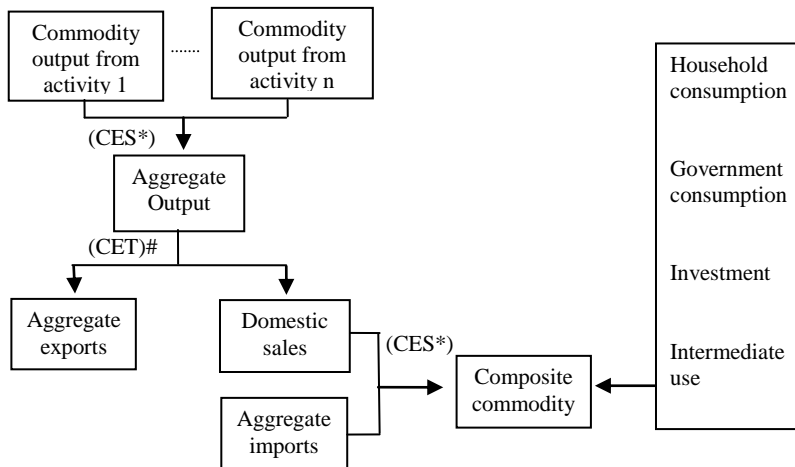 Commodity
output from
activity 1
.......
Commodity
output from
activity n
(CES*)
Aggregate
Output
(CET)#
Aggregate
exports
Domestic
sales
(CES*)
Aggregate
imports
Composite
commodity
Household
consumption
Government
consumption
Investment
Intermediate
use